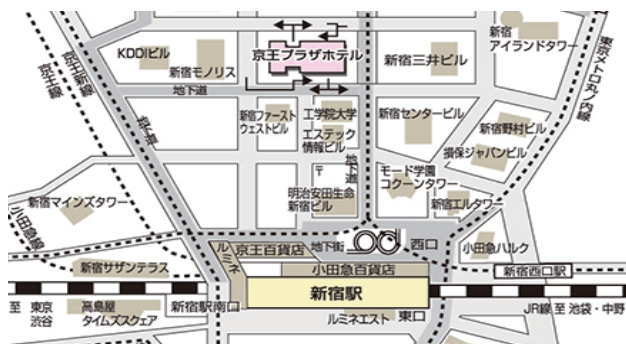 新宿
アイランドタワー
KDDIビル
新宿モノリス
京王プラザホテル
新宿三井ビル
東京メトロ丸ノ内線
京王新線
京王線
地下道
甲州街道
新宿ファースト
ウェストビル
工学院大学
エステック
情報ビル
新宿センタービル
新宿野村ビル
損保ジャパンビル
地下道
〒
明治安田生命
新宿ビル
モード学園
コクーンタワー
新宿エルタワー
新宿マインズタワー
小田急線
ルミネ
京王百貨店
地下街
西口
小田急ハルク
新宿サザンテラス
小田急百貨店
新宿西口駅
新宿駅
至 東京
渋谷
高島屋
タイムズスクェア
新宿駅南口
ルミネエスト
東口
JR線 至 池袋・中野